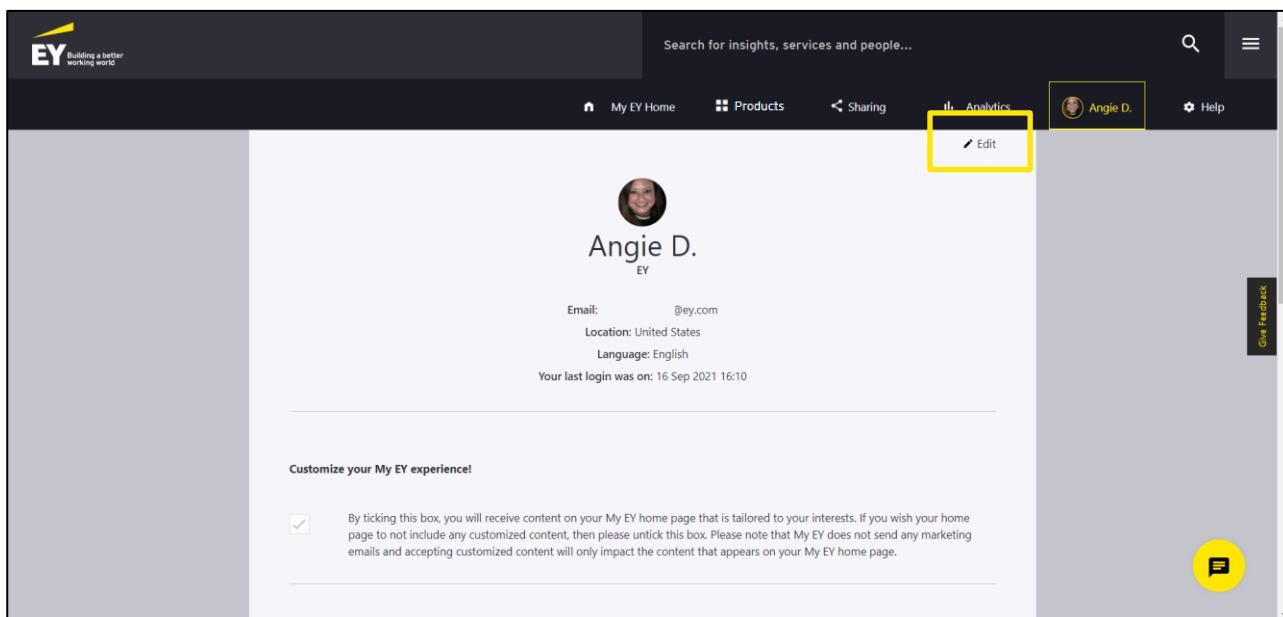 EY
Building a better
working world
Search for insights, services and people...
My EY Home Products Sharing Analytics Angie D. Help
Edit
Angie D.
EY
Email: @ey.com
Location: United States
Language: English
Your last login was on: 16 Sep 2021 16:10
Give Feedback
Customize your My EY experience!
By ticking this box, you will receive content on your My EY home page that is tailored to your interests. If you wish your home
page to not include any customized content, then please untick this box. Please note that My EY does not send any marketing
emails and accepting customized content will only impact the content that appears on your My EY home page.